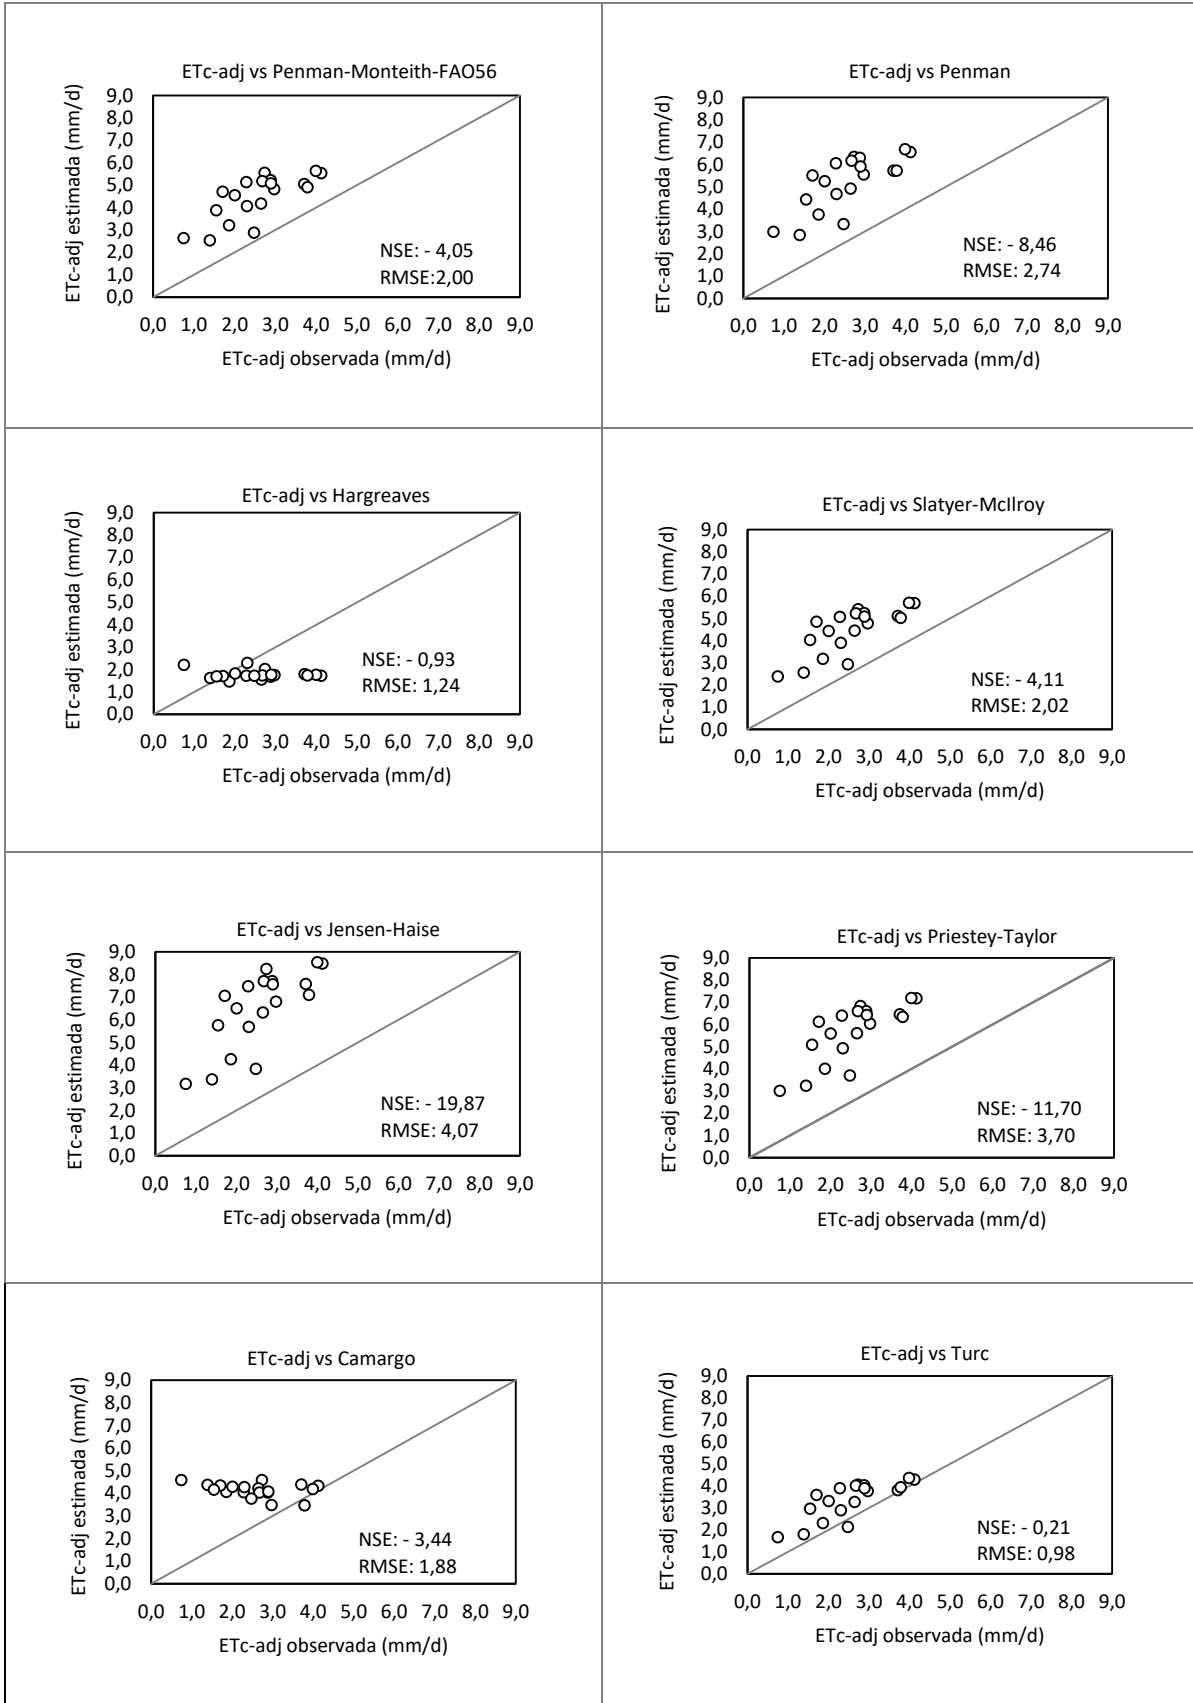 ETc-adj vs Penman-Monteith-FAO56
ETc-adj estimada (mm/d)
9,0
8,0
7,0
6,0
5,0
4,0
3,0
2,0
1,0
0,0
NSE: - 4,05
RMSE:2,00
0,0 1,0 2,0 3,0 4,0 5,0 6,0 7,0 8,0 9,0
ETc-adj observada (mm/d)
ETc-adj vs Penman
ETc-adj estimada (mm/d)
9,0
8,0
7,0
6,0
5,0
4,0
3,0
2,0
1,0
0,0
NSE: - 8,46
RMSE: 2,74
0,0 1,0 2,0 3,0 4,0 5,0 6,0 7,0 8,0 9,0
ETc-adj observada (mm/d)
ETc-adj vs Hargreaves
ETc-adj estimada (mm/d)
9,0
8,0
7,0
6,0
5,0
4,0
3,0
2,0
1,0
0,0
NSE: - 0,93
RMSE: 1,24
0,0 1,0 2,0 3,0 4,0 5,0 6,0 7,0 8,0 9,0
ETc-adj observada (mm/d)
ETc-adj vs Slatyer-McIlroy
ETc-adj estimada (mm/d)
9,0
8,0
7,0
6,0
5,0
4,0
3,0
2,0
1,0
0,0
NSE: - 4,11
RMSE: 2,02
0,0 1,0 2,0 3,0 4,0 5,0 6,0 7,0 8,0 9,0
ETc-adj observada (mm/d)
ETc-adj vs Jensen-Haise
ETc-adj estimada (mm/d)
9,0
8,0
7,0
6,0
5,0
4,0
3,0
2,0
1,0
0,0
NSE: - 19,87
RMSE: 4,07
0,0 1,0 2,0 3,0 4,0 5,0 6,0 7,0 8,0 9,0
ETc-adj observada (mm/d)
ETc-adj vs Priestey-Taylor
ETc-adj estimada (mm/d)
9,0
8,0
7,0
6,0
5,0
4,0
3,0
2,0
1,0
0,0
NSE: - 11,70
RMSE: 3,70
0,0 1,0 2,0 3,0 4,0 5,0 6,0 7,0 8,0 9,0
ETc-adj observada (mm/d)
ETc-adj vs Camargo
ETc-adj estimada (mm/d)
9,0
8,0
7,0
6,0
5,0
4,0
3,0
2,0
1,0
0,0
NSE: - 3,44
RMSE: 1,88
0,0 1,0 2,0 3,0 4,0 5,0 6,0 7,0 8,0 9,0
ETc-adj observada (mm/d)
ETc-adj vs Turc
ETc-adj estimada (mm/d)
9,0
8,0
7,0
6,0
5,0
4,0
3,0
2,0
1,0
0,0
NSE: - 0,21
RMSE: 0,98
0,0 1,0 2,0 3,0 4,0 5,0 6,0 7,0 8,0 9,0
ETc-adj observada (mm/d)